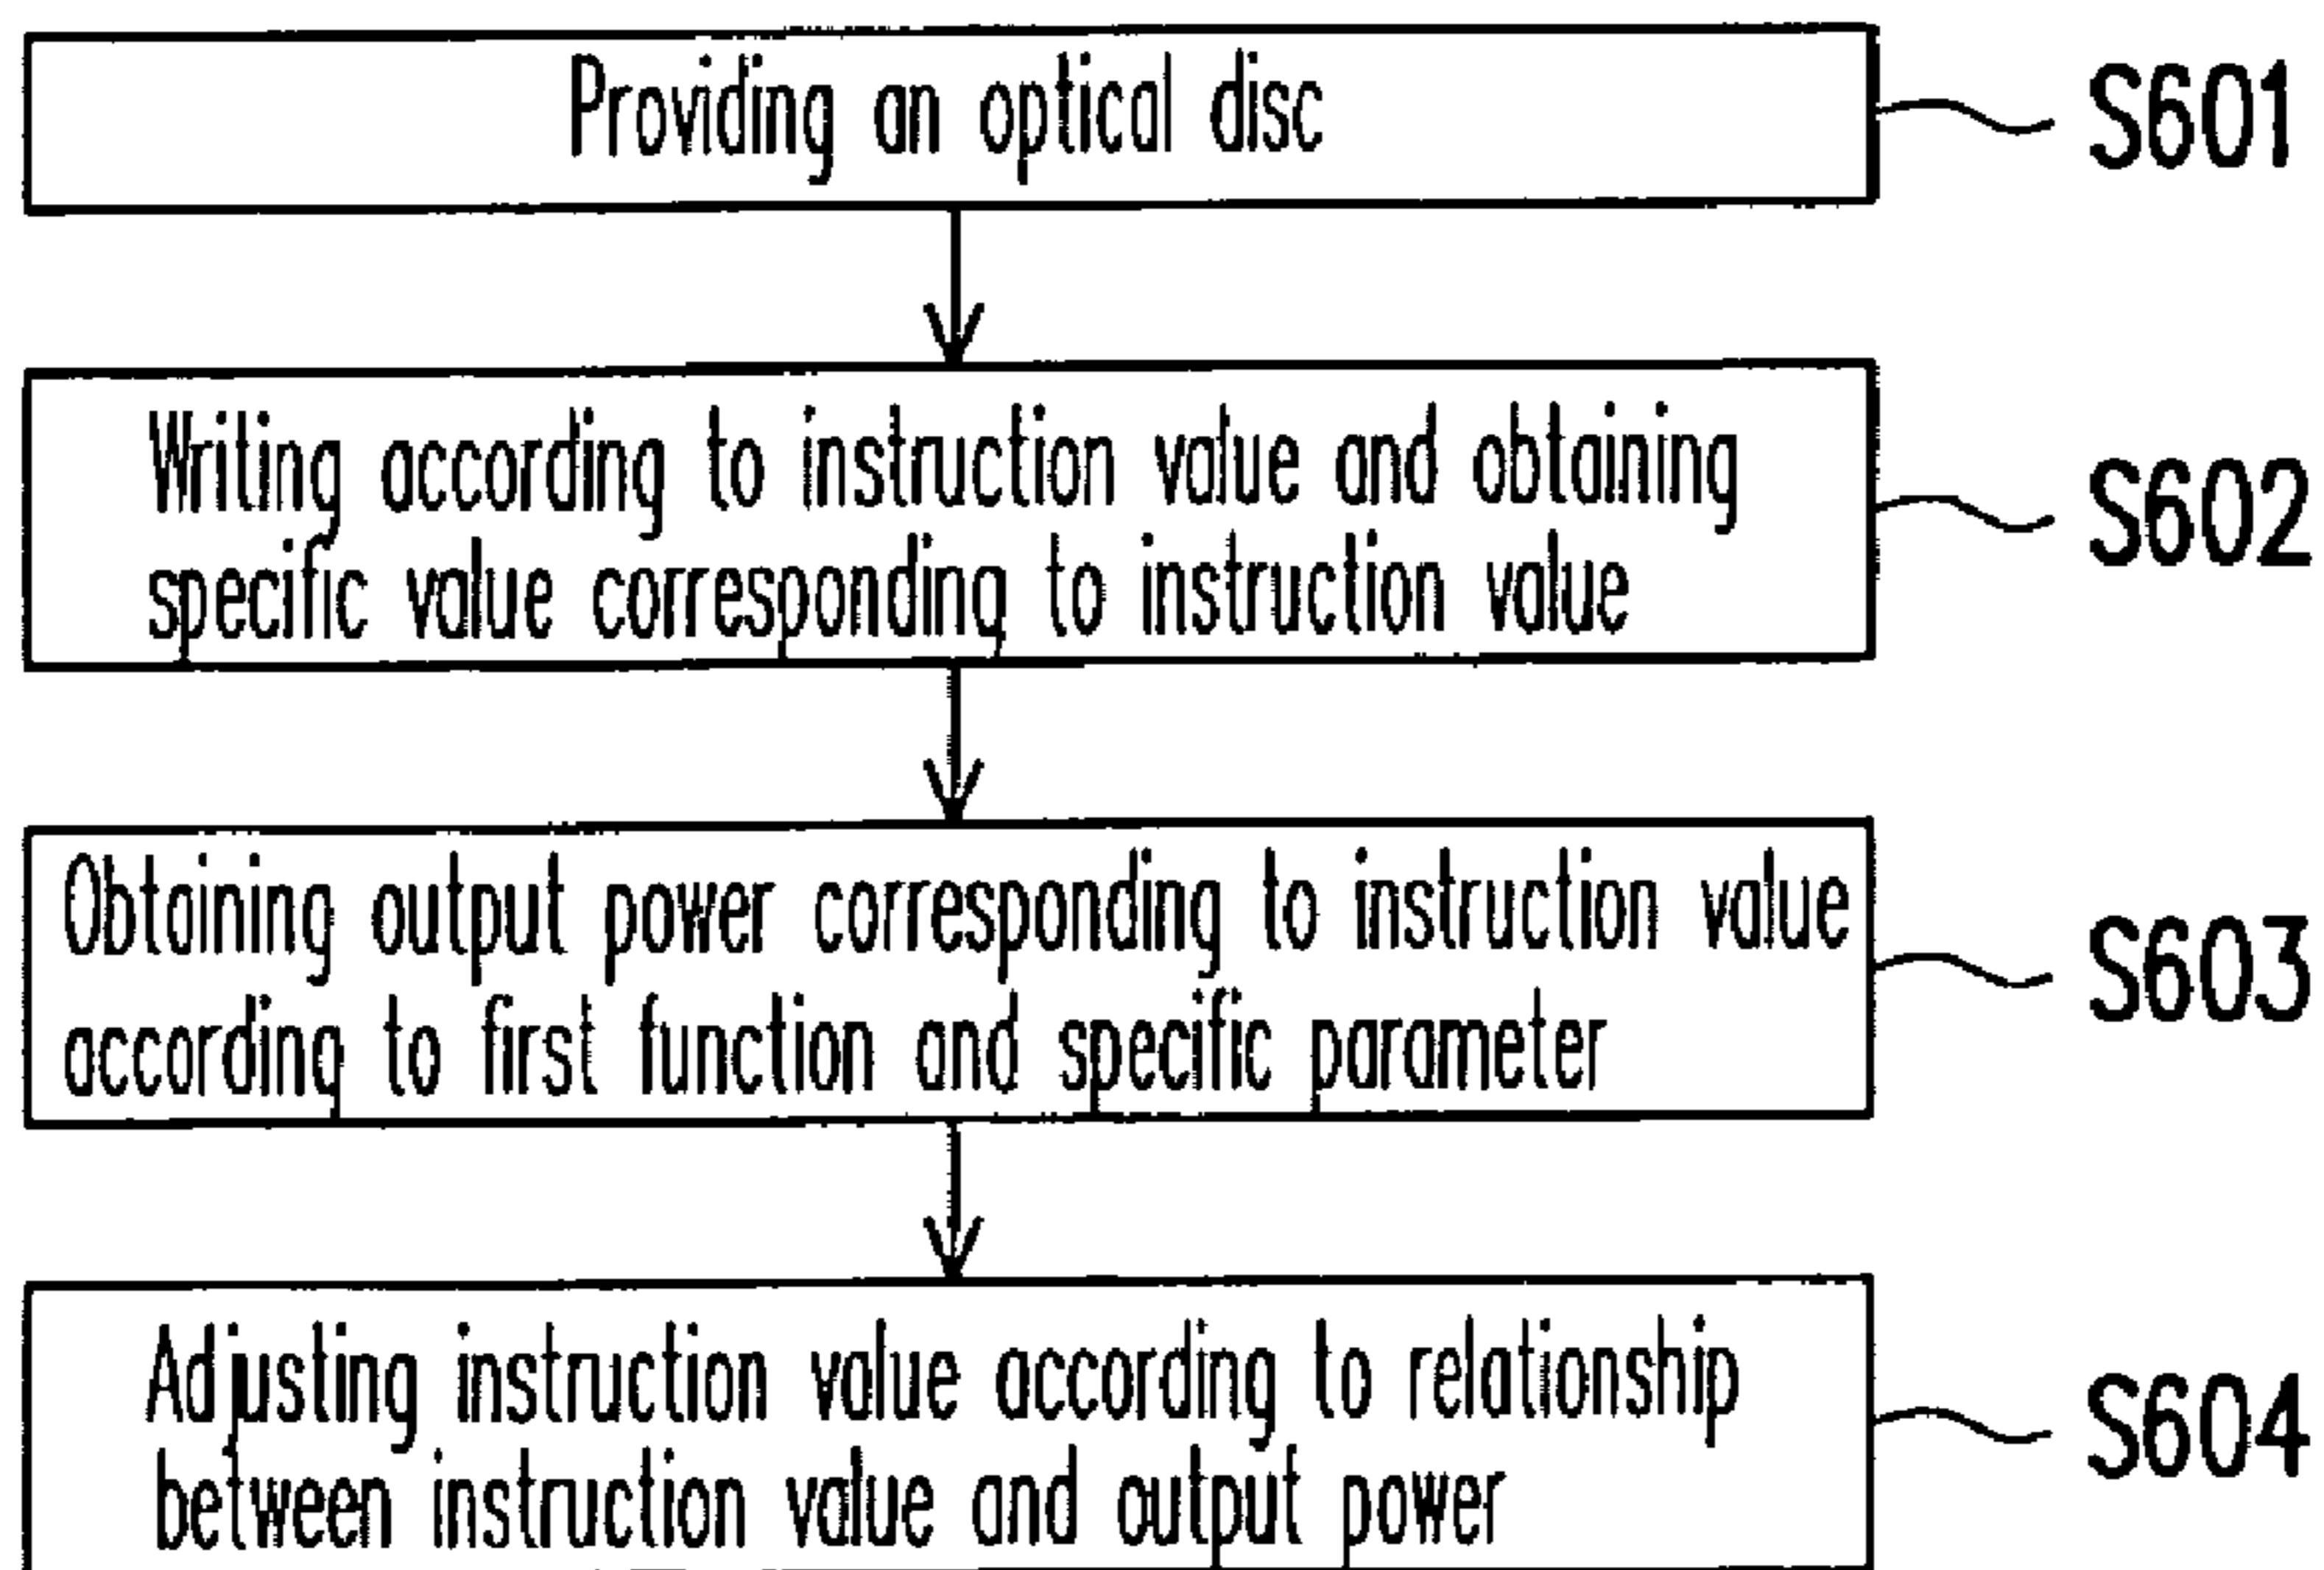 Providing an optical disc
S601
Writing according to instruction value and obtaining
specific value corresponding to instruction value
S602
Obtaining output power corresponding to instruction value
according to first function and specific parameter
S603
Adjusting instruction value according to relationship
between instruction value and output power
S604